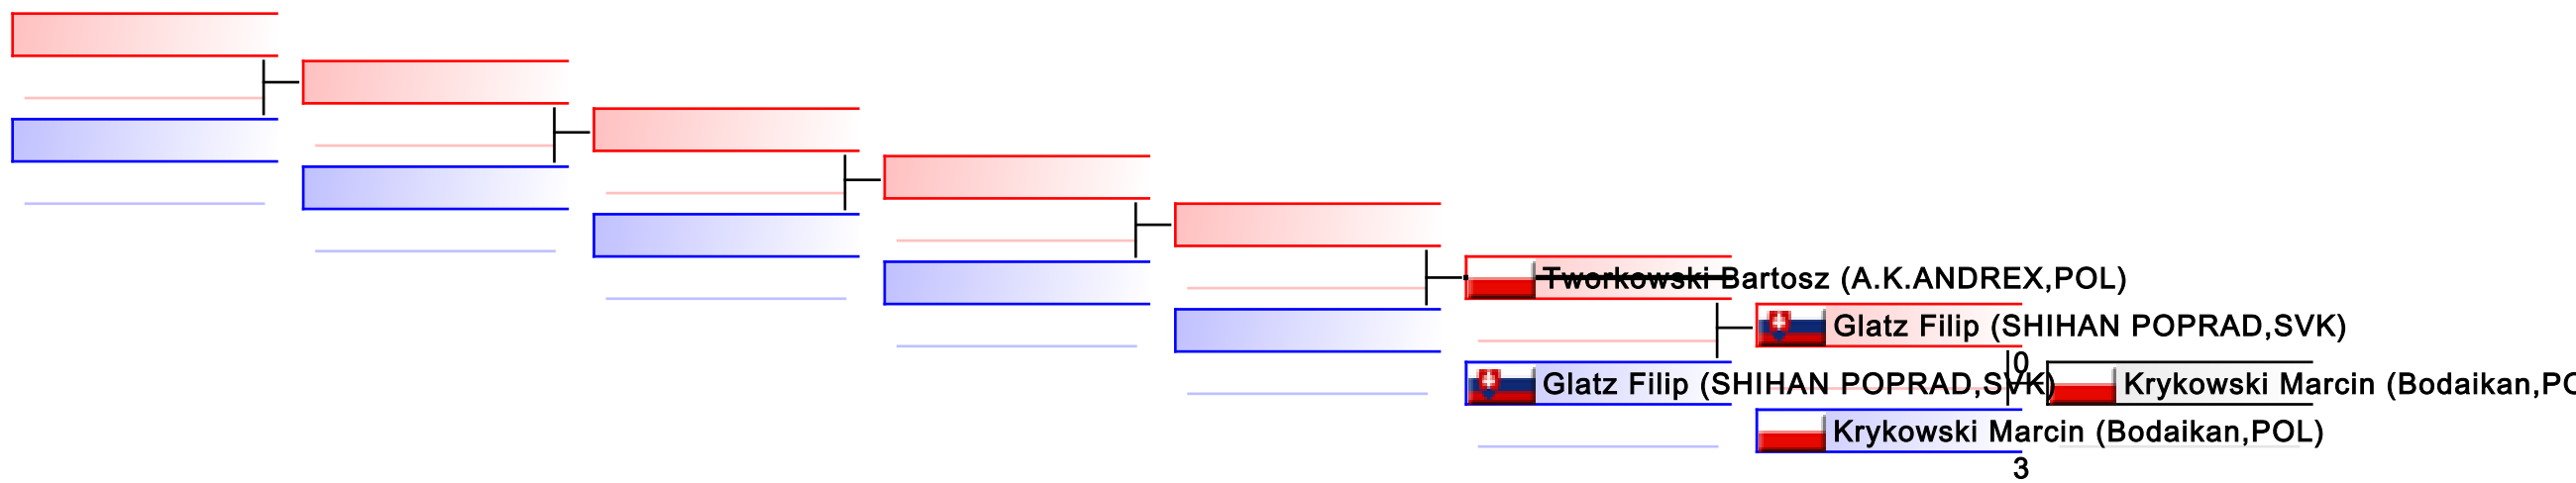 Tworkowski Bartosz (A.K.ANDREX,POL)
Glatz Filip (SHIHAN POPRAD,SVK)
0
Glatz Filip (SHIHAN POPRAD,SVK)
Krykowski Marcin (Bodaikan,PO
Krykowski Marcin (Bodaikan,POL)
3